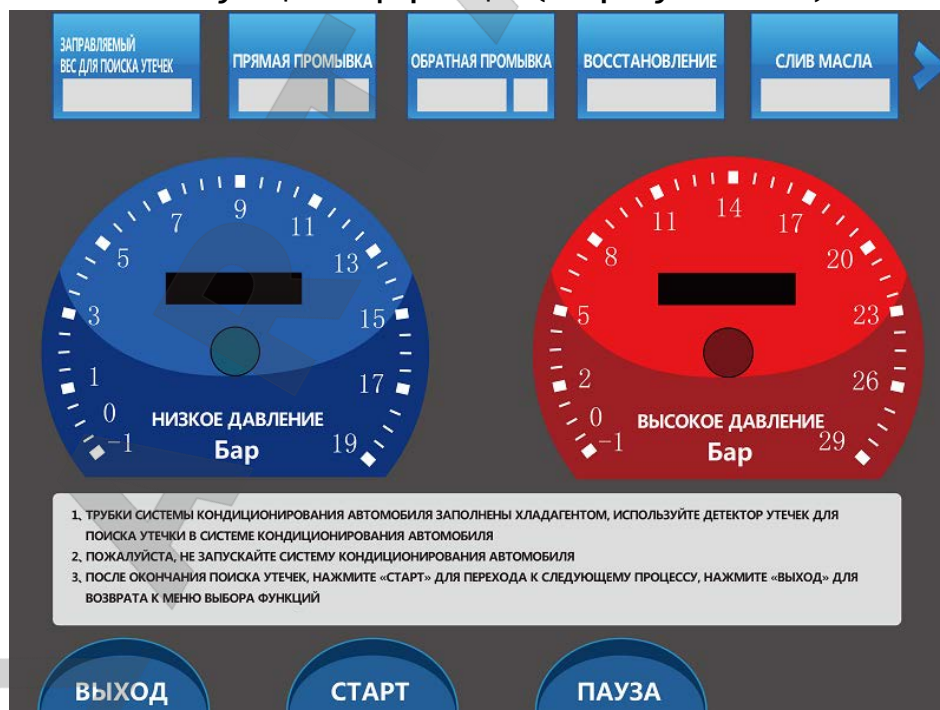 ЗАПРАВЛЯЕМЫЙ
ВЕС ДЛЯ ПОИСКА УТЕЧЕК
ПРЯМАЯ ПРОМЫВКА
ОБРАТНАЯ ПРОМЫВКА
ВОССТАНОВЛЕНИЕ
СЛИВ МАСЛА
-1
0
1
3
5
7
9
11
13
15
17
19
НИЗКОЕ ДАВЛЕНИЕ
Бар
-1
0
2
5
8
11
14
17
20
23
26
29
ВЫСОКОЕ ДАВЛЕНИЕ
Бар
1、ТРУБКИ СИСТЕМЫ КОНДИЦИОНИРОВАНИЯ АВТОМОБИЛЯ ЗАПОЛНЕНЫ ХЛАДАГЕНТОМ, ИСПОЛЬЗУЙТЕ ДЕТЕКТОР УТЕЧЕК ДЛЯ
ПОИСКА УТЕЧКИ В СИСТЕМЕ КОНДИЦИОНИРОВАНИЯ АВТОМОБИЛЯ
2、ПОЖАЛУЙСТА, НЕ ЗАПУСКАЙТЕ СИСТЕМУ КОНДИЦИОНИРОВАНИЯ АВТОМОБИЛЯ
3、ПОСЛЕ ОКОНЧАНИЯ ПОИСКА УТЕЧЕК, НАЖМИТЕ «СТАРТ» ДЛЯ ПЕРЕХОДА К СЛЕДУЮЩЕМУ ПРОЦЕССУ, НАЖМИТЕ «ВЫХОД» ДЛЯ
ВОЗВРАТА К МЕНЮ ВЫБОРА ФУНКЦИЙ
ВЫХОД
СТАРТ
ПАУЗА